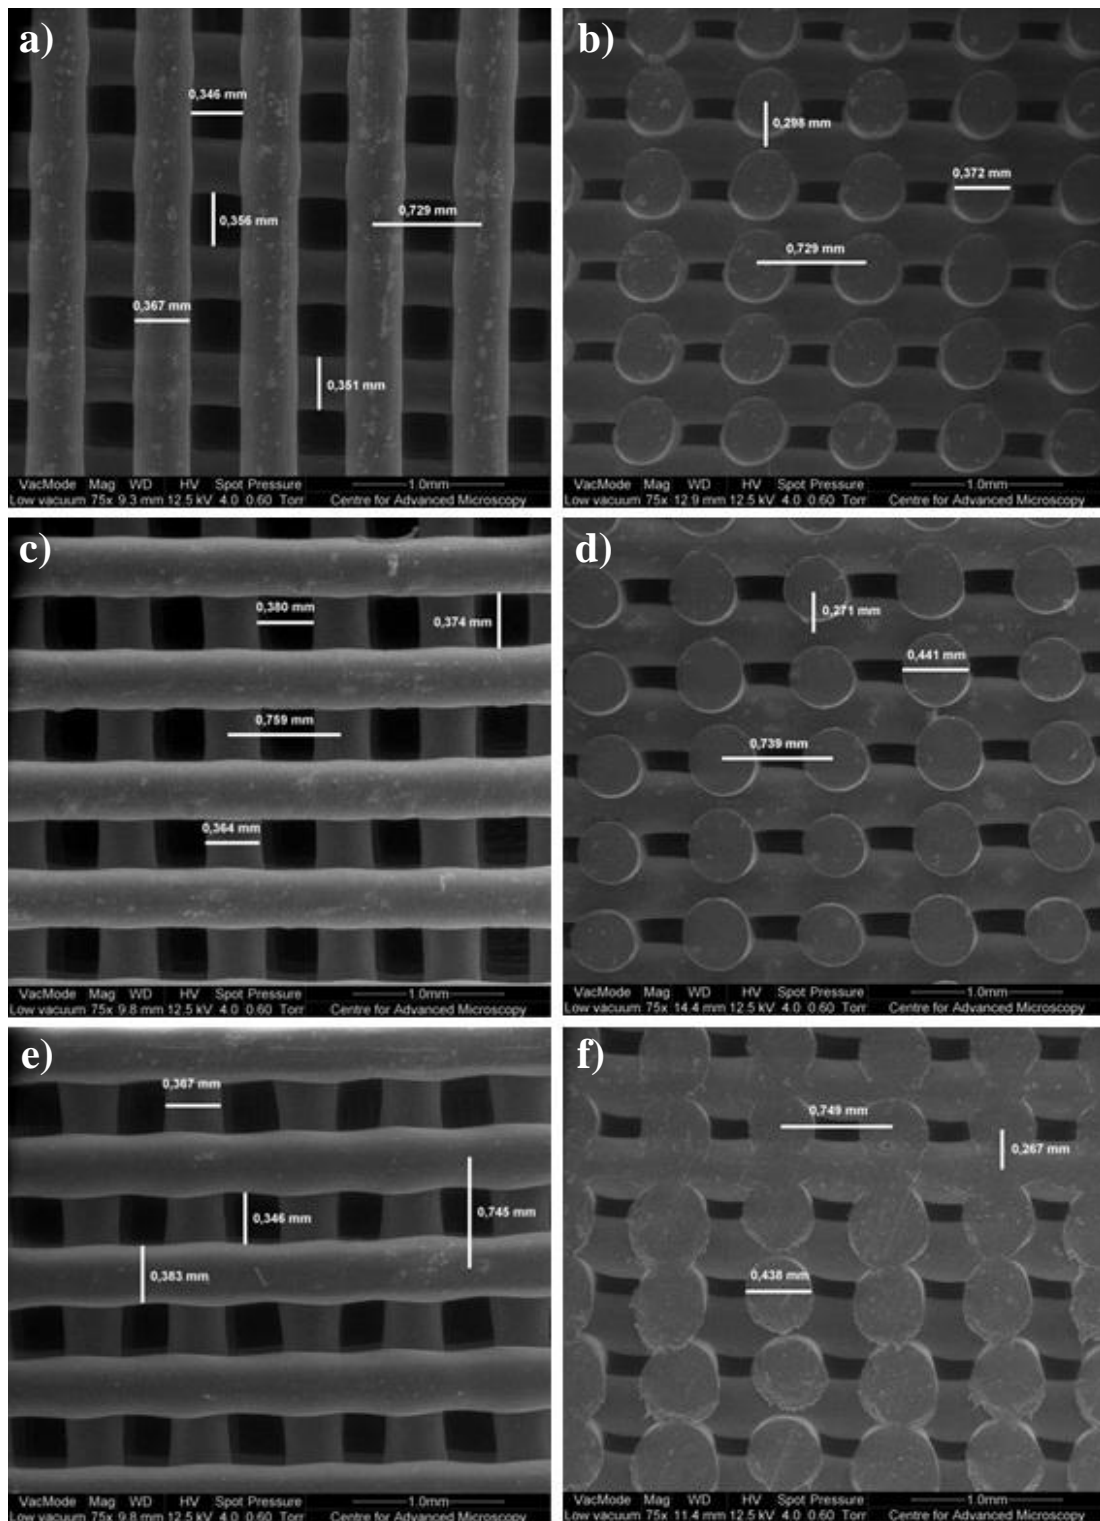 a)
0,346 mm
0,356 mm
0,729 mm
0,367 mm
0,351 mm
VacMode Mag WD HV Spot Pressure 1.0mm
Low vacuum 75x 9.3 mm 12.5 kV 4.0 0.60 Torr Centre for Advanced Microscopy
b)
0,298 mm
0,372 mm
0,729 mm
VacMode Mag WD HV Spot Pressure 1.0mm
Low vacuum 75x 12.9 mm 12.5 kV 4.0 0.60 Torr Centre for Advanced Microscopy
c)
0,380 mm
0,374 mm
0,759 mm
0,364 mm
VacMode Mag WD HV Spot Pressure 1.0mm
Low vacuum 75x 9.8 mm 12.5 kV 4.0 0.60 Torr Centre for Advanced Microscopy
d)
0,271 mm
0,441 mm
0,739 mm
VacMode Mag WD HV Spot Pressure 1.0mm
Low vacuum 75x 14.4 mm 12.5 kV 4.0 0.60 Torr Centre for Advanced Microscopy
e)
0,367 mm
0,346 mm
0,745 mm
0,383 mm
VacMode Mag WD HV Spot Pressure 1.0mm
Low vacuum 75x 9.8 mm 12.5 kV 4.0 0.60 Torr Centre for Advanced Microscopy
f)
0,749 mm
0,267 mm
0,438 mm
VacMode Mag WD HV Spot Pressure 1.0mm
Low vacuum 75x 11.4 mm 12.5 kV 4.0 0.60 Torr Centre for Advanced Microscopy